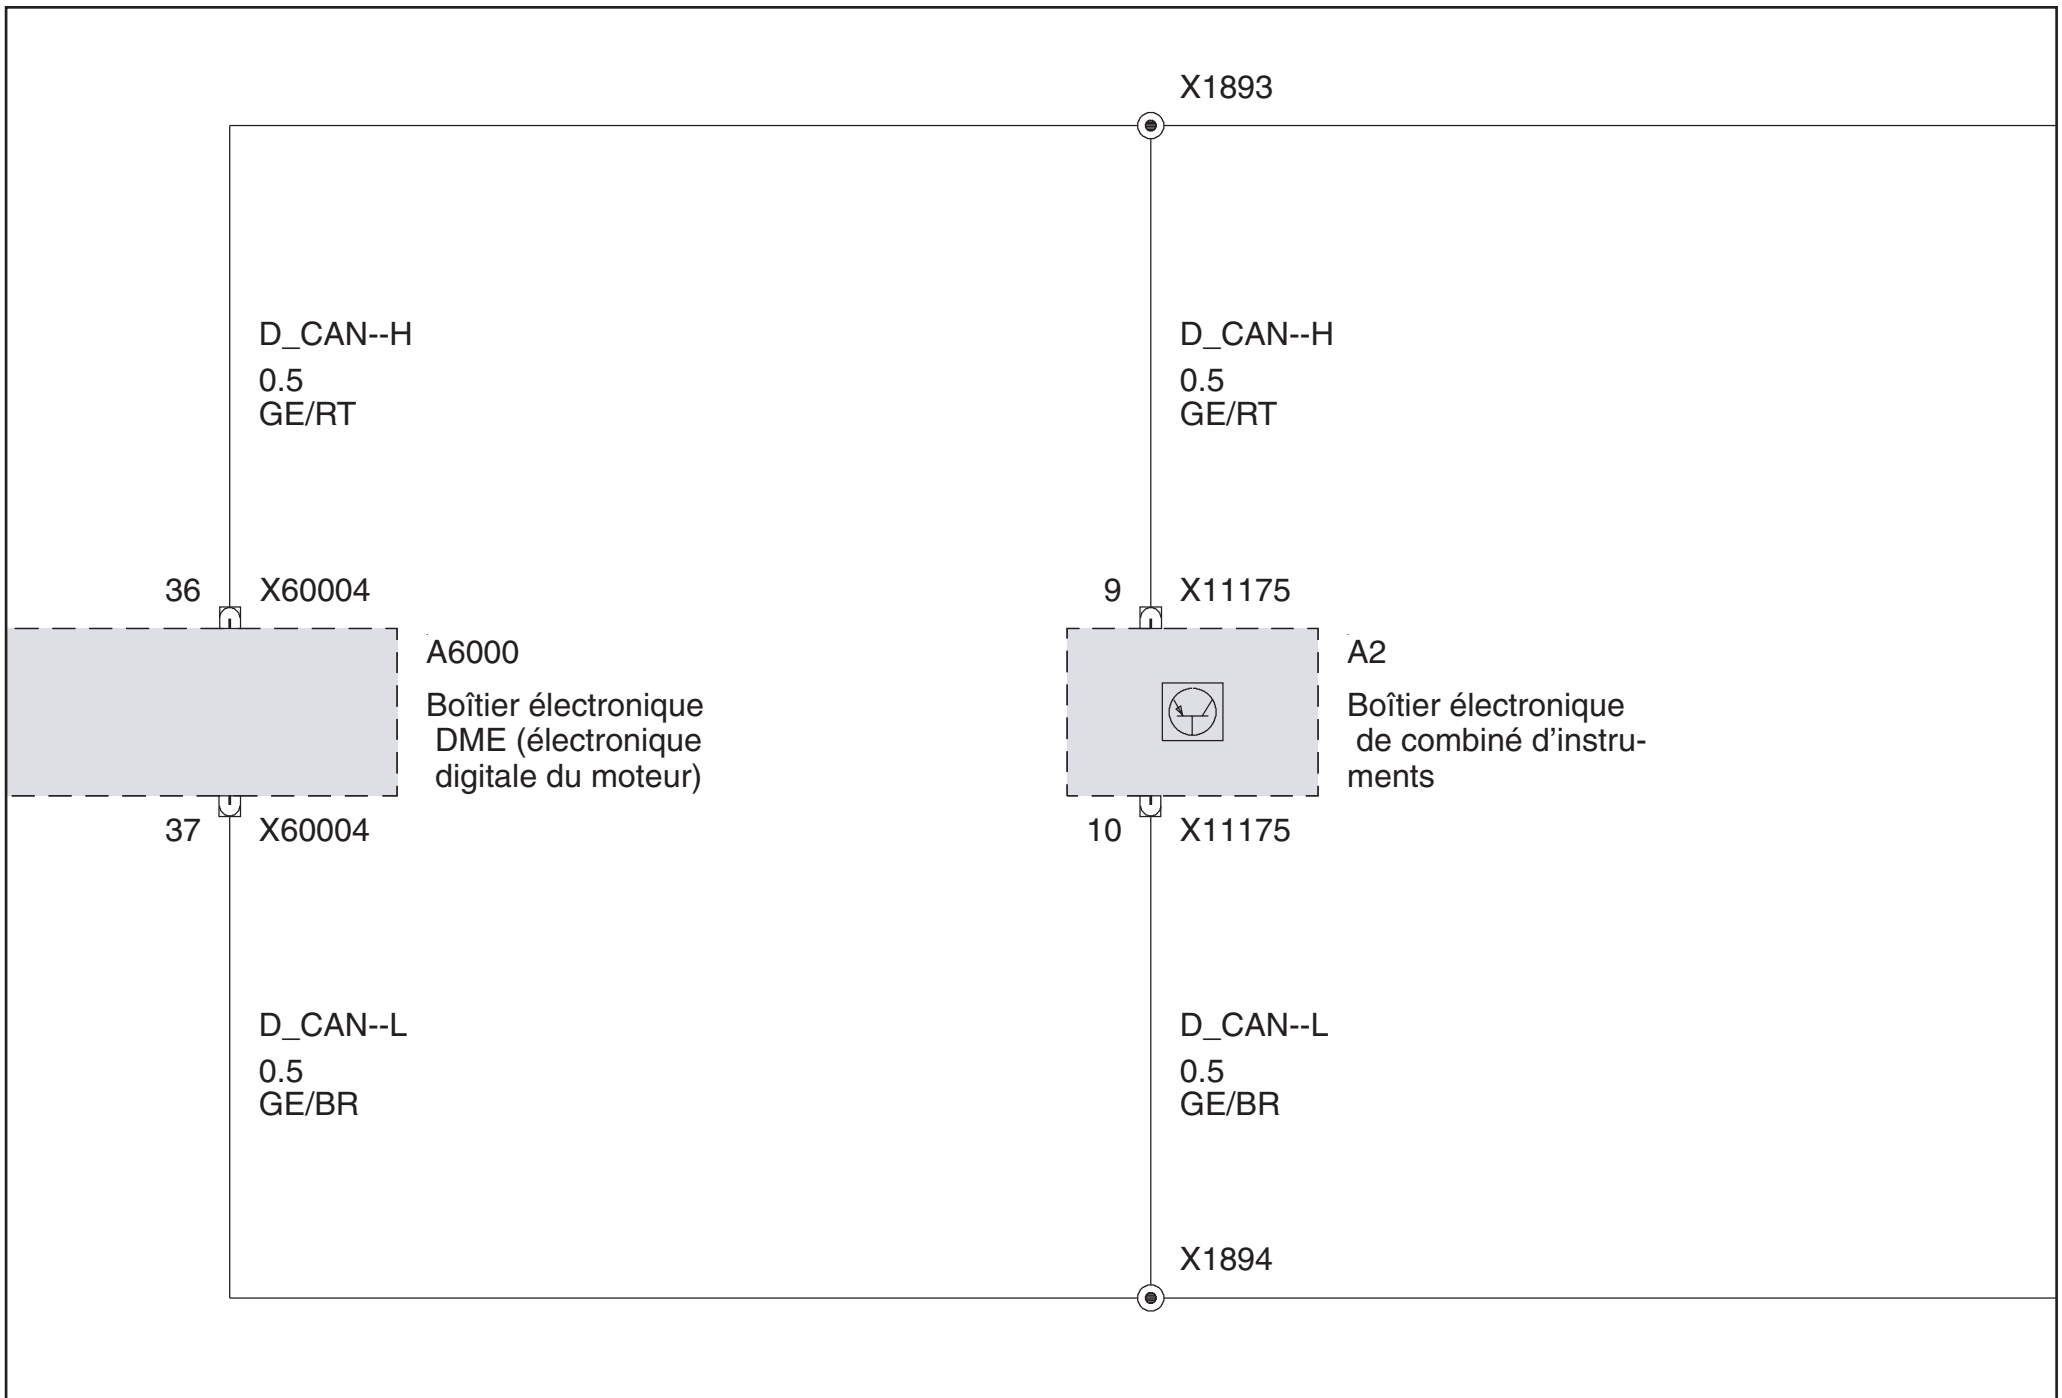 X1893
D_CAN--H
0.5
GE/RT
D_CAN--H
0.5
GE/RT
36 X60004
9 X11175
A6000
Boîtier électronique
DME (électronique
digitale du moteur)
A2
Boîtier électronique
de combiné d'instru-
ments
37 X60004
10 X11175
D_CAN--L
0.5
GE/BR
D_CAN--L
0.5
GE/BR
X1894